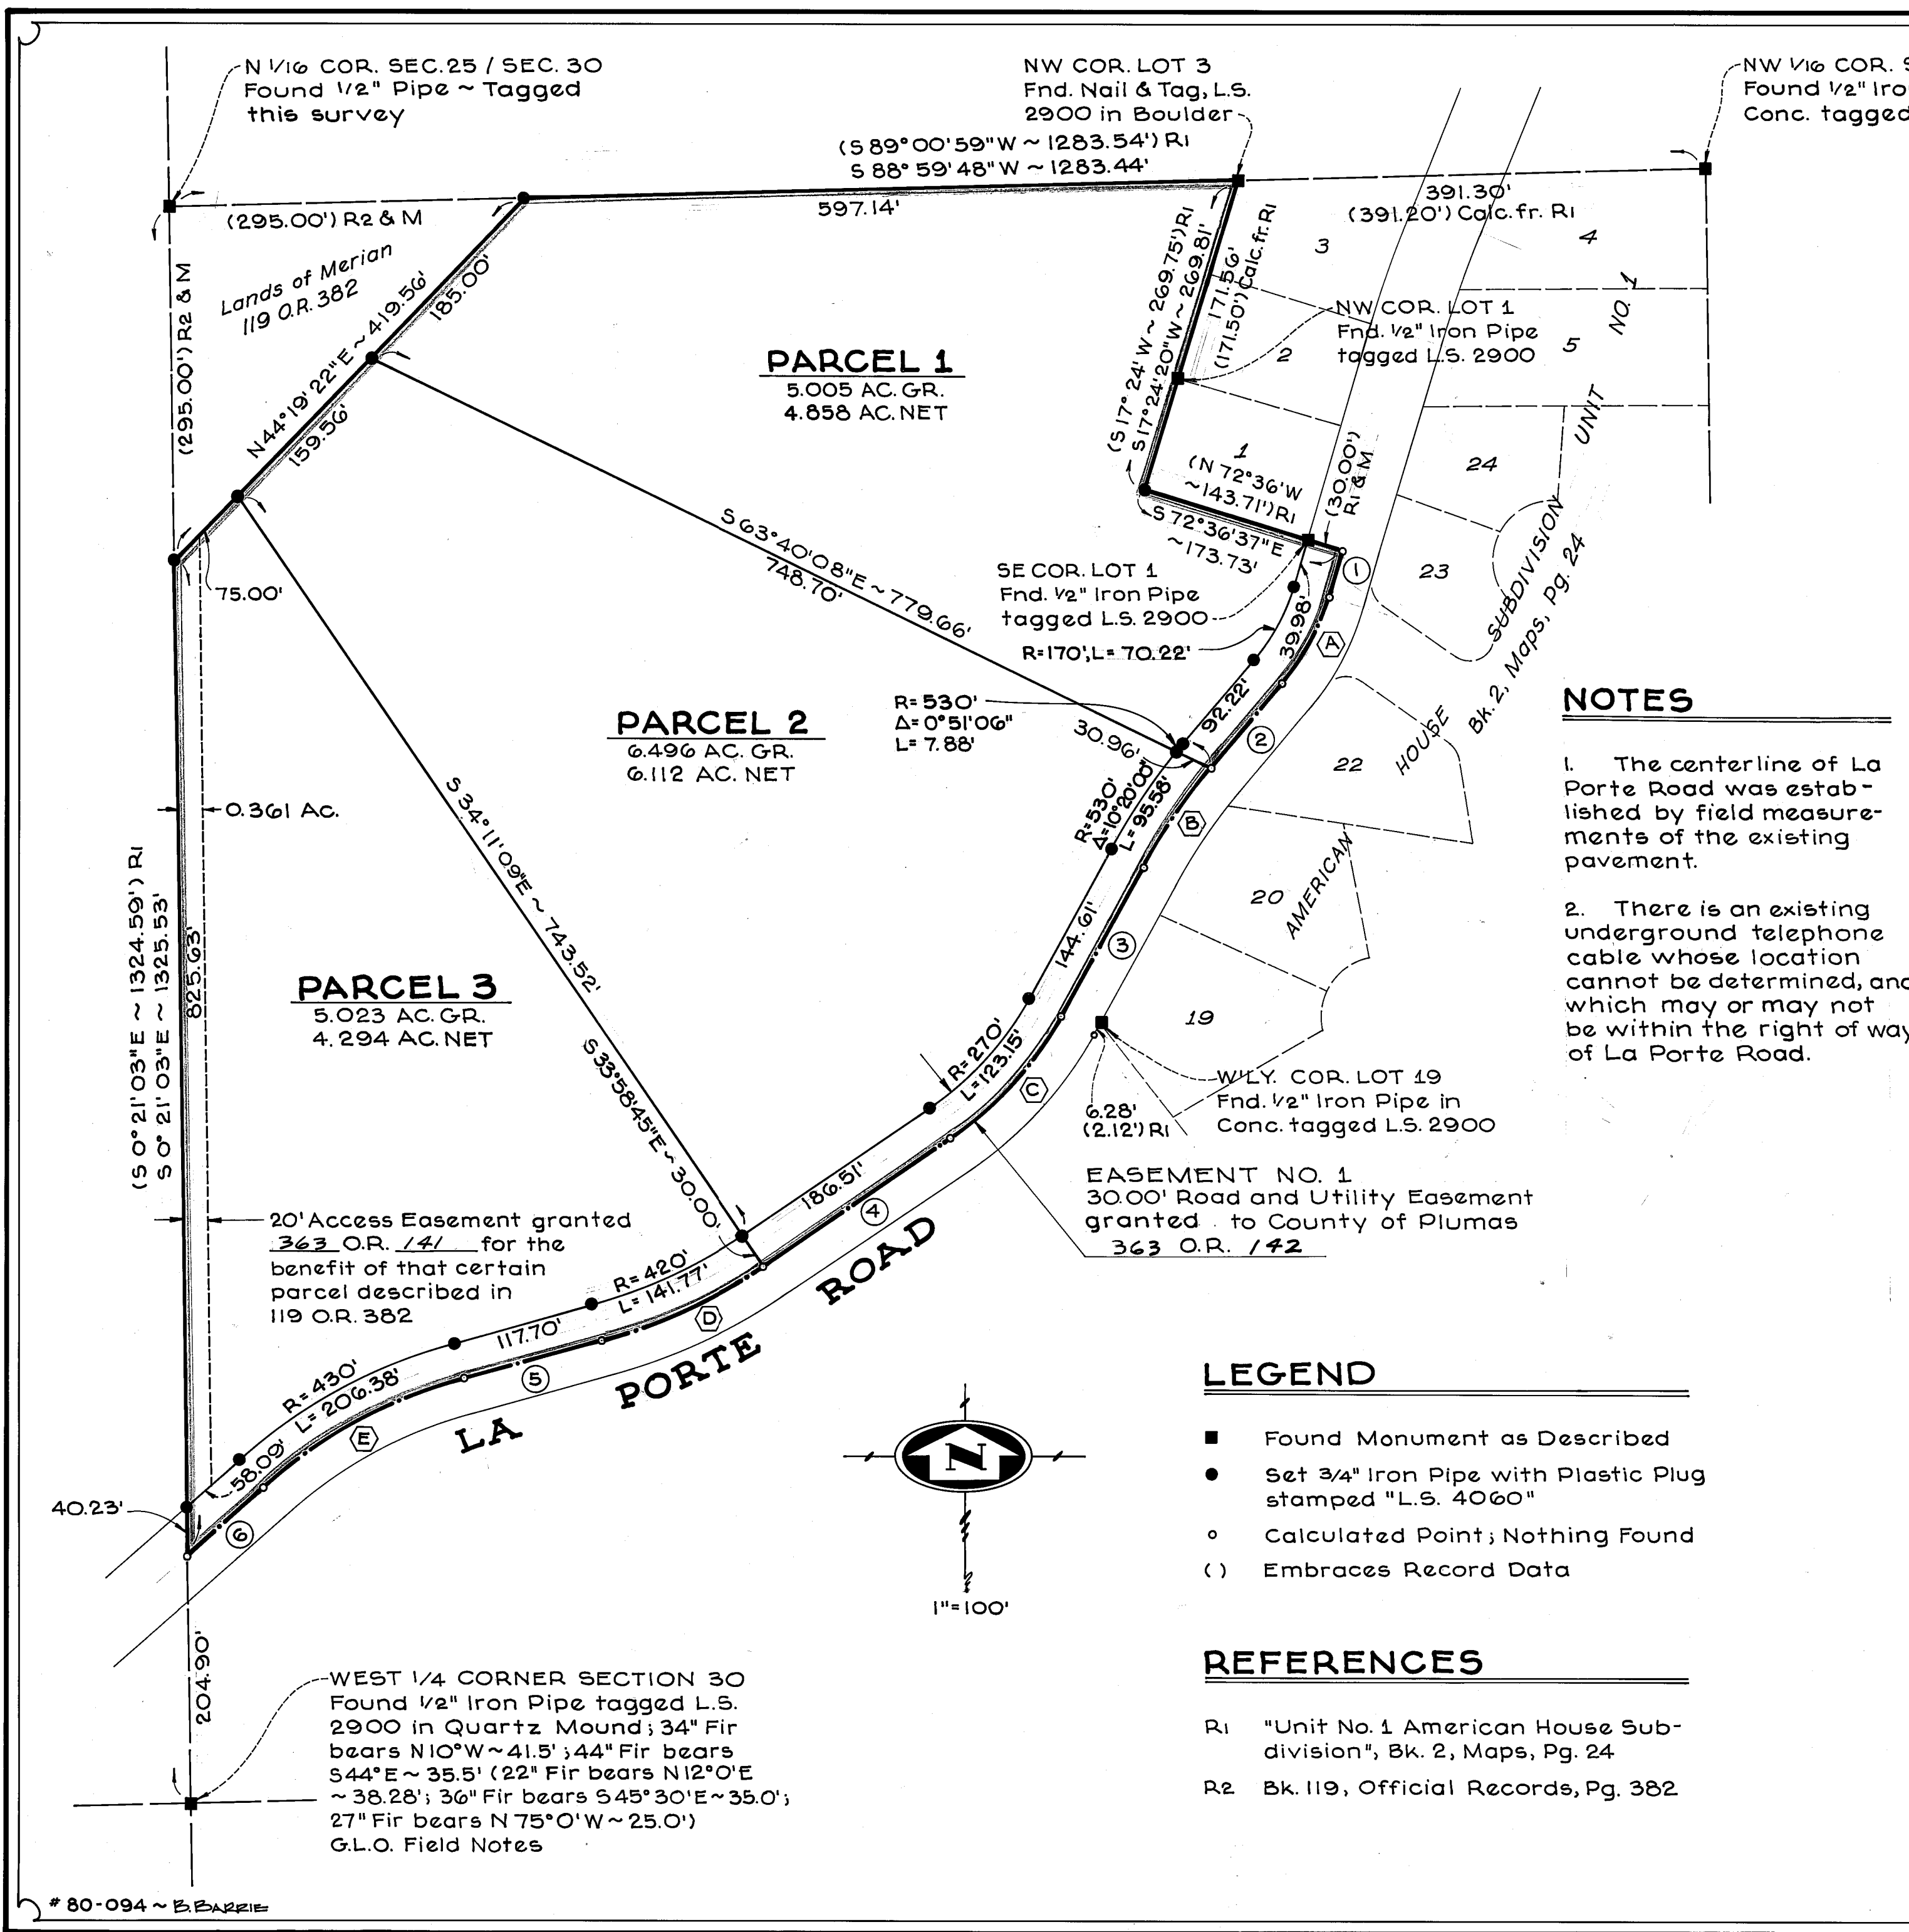 N 1/16 COR. SEC. 25 / SEC. 30
Found 1/2" Pipe ~ Tagged
this survey
NW COR. LOT 3
Fnd. Nail & Tag, L.S.
2900 in Boulder
NW 1/16 COR.
Found 1/2"
Conc. tagged
(S 89° 00' 59" W ~ 1283.54') R1
S 88° 59' 48" W ~ 1283.44'
(295.00') R2 & M
597.14'
391.30'
(391.20') Calc. fr. R1
Lands of Merian
119 O.R. 382
(295.00') R2 & M
N 44° 19' 22" E ~ 419.56'
185.00'
159.56'
75.00'
(S 17° 24' W ~ 269.75') R1
S 17° 24' 20" W ~ 269.81'
171.56'
(171.50') Calc. fr. R1
3
4
2
5
NW COR. LOT 1
Fnd. 1/2" Iron Pipe
tagged L.S. 2900
PARCEL 1
5.005 AC. GR.
4.858 AC. NET
1
(N 72° 36' W
~ 143.71') R1
S 72° 36' 37" E
~ 173.73'
(30.00')
R1 & M
24
23
22
20
19
AMERICAN HOUSE SUBDIVISION UNIT NO. 1
Bk. 2, Maps, Pg. 24
S 63° 40' 08" E ~ 779.66'
748.70'
SE COR. LOT 1
Fnd. 1/2" Iron Pipe
tagged L.S. 2900
R=170', L= 70.22'
39.98'
1
A
92.22'
2
R= 530'
Δ= 0° 51' 06"
L= 7.88'
30.96'
R=530'
Δ=10° 20' 00"
L= 95.58'
B
PARCEL 2
6.496 AC. GR.
6.112 AC. NET
0.361 AC.
S 34° 11' 09" E ~ 743.52'
S 33° 58' 45" E ~ 30.00'
144.61'
3
R= 270'
L= 123.15'
C
(S 0° 21' 03" E ~ 1324.59') R1
S 0° 21' 03" E ~ 1325.53'
825.63'
PARCEL 3
5.023 AC. GR.
4.294 AC. NET
W'LY. COR. LOT 19
Fnd. 1/2" Iron Pipe in
Conc. tagged L.S. 2900
6.28'
(2.12') R1
EASEMENT NO. 1
30.00' Road and Utility Easement
granted to County of Plumas
363 O.R. 142
20' Access Easement granted
363 O.R. 141 for the
benefit of that certain
parcel described in
119 O.R. 382
186.51'
4
R= 420'
L= 141.77'
D
117.70'
5
R= 430'
L= 206.38'
E
58.09'
6
40.23'
LA PORTE ROAD
204.90'
N
1"=100'
WEST 1/4 CORNER SECTION 30
Found 1/2" Iron Pipe tagged L.S.
2900 in Quartz Mound; 34" Fir
bears N 10° W ~ 41.5'; 44" Fir bears
S 44° E ~ 35.5' (22" Fir bears N 12° 0' E
~ 38.28'; 36" Fir bears S 45° 30' E ~ 35.0';
27" Fir bears N 75° 0' W ~ 25.0')
G.L.O. Field Notes
# 80-094 ~ B. BARRIE
NOTES
1. The centerline of La
Porte Road was estab-
lished by field measure-
ments of the existing
pavement.
2. There is an existing
underground telephone
cable whose location
cannot be determined, and
which may or may not
be within the right of way
of La Porte Road.
LEGEND
■ Found Monument as Described
● Set 3/4" Iron Pipe with Plastic Plug
stamped "L.S. 4060"
○ Calculated Point; Nothing Found
( ) Embraces Record Data
REFERENCES
R1 "Unit No. 1 American House Sub-
division", Bk. 2, Maps, Pg. 24
R2 Bk. 119, Official Records, Pg. 382